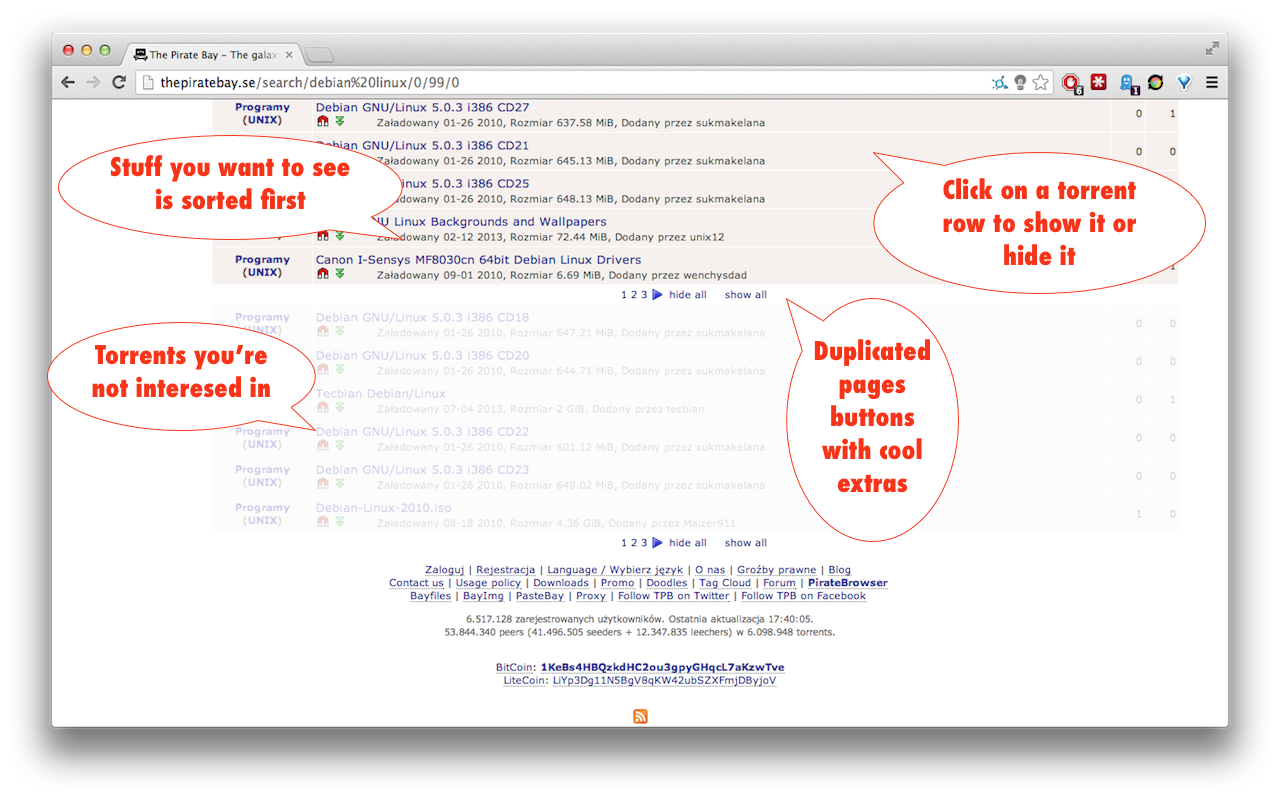 The Pirate Bay - The galax
thepiratebay.se/search/debian%20linux/0/99/0
6
1
Programy Debian GNU/Linux 5.0.3 i386 CD27
(UNIX) Załadowany 01-26 2010, Rozmiar 637.58 MiB, Dodany przez sukmakelana 0 1
GNU/Linux 5.0.3 i386 CD21
Załadowany 01-26 2010, Rozmiar 645.13 MiB, Dodany przez sukmakelana 0 0
Stuff you want to see
is sorted first
inux 5.0.3 i386 CD25
Załadowany 01-26 2010, Rozmiar 648.13 MiB, Dodany przez sukmakelana
Click on a torrent
row to show it or
hide it
NU Linux Backgrounds and Wallpapers
Załadowany 02-12 2013, Rozmiar 72.44 MiB, Dodany przez unix12
Programy Canon I-Sensys MF8030cn 64bit Debian Linux Drivers
(UNIX) Załadowany 09-01 2010, Rozmiar 6.69 MiB, Dodany przez wenchysdad 1
1 2 3 hide all show all
Programy Debian GNU/Linux 5.0.3 i386 CD18
(UNIX) Załadowany 01-26 2010, Rozmiar 647.21 MiB, Dodany przez sukmakelana 0 0
Debian GNU/Linux 5.0.3 i386 CD20
Załadowany 01-26 2010, Rozmiar 644.71 MiB, Dodany przez sukmakelana 0 0
Torrents you're
not interesed in
Duplicated
pages
buttons
with cool
extras
Tecbian Debian/Linux
Załadowany 07-04 2013, Rozmiar 2 GiB, Dodany przez tecbian 0 1
Programy Debian GNU/Linux 5.0.3 i386 CD22
(UNIX) Załadowany 01-26 2010, Rozmiar 601.12 MiB, Dodany przez sukmakelana 0 0
Programy Debian GNU/Linux 5.0.3 i386 CD23
(UNIX) Załadowany 01-26 2010, Rozmiar 648.02 MiB, Dodany przez sukmakelana 0 0
Programy Debian-Linux-2010.iso
(UNIX) Załadowany 08-18 2010, Rozmiar 4.36 GiB, Dodany przez Maizer911 1 0
1 2 3 hide all show all
Zaloguj | Rejestracja | Language / Wybierz język | O nas | Groźby prawne | Blog
Contact us | Usage policy | Downloads | Promo | Doodles | Tag Cloud | Forum | PirateBrowser
Bayfiles | BayImg | PasteBay | Proxy | Follow TPB on Twitter | Follow TPB on Facebook
6.517.128 zarejestrowanych użytkowników. Ostatnia aktualizacja 17:40:05.
53.844.340 peers (41.496.505 seeders + 12.347.835 leechers) w 6.098.948 torrents.
BitCoin: 1KeBs4HBQzkdHC2ou3gpyGHqcL7aKzwTve
LiteCoin: LiYp3Dg11N5BgV8qKW42ubSZXFmjDByjoV